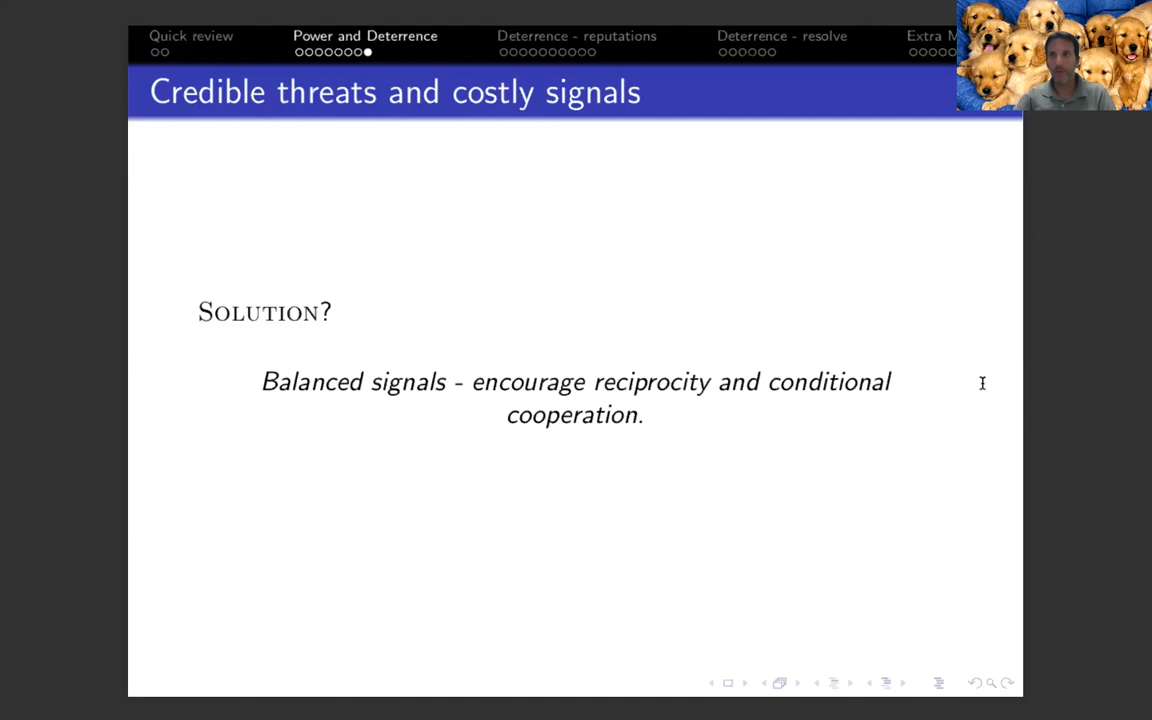 Quick review
Power and Deterrence
Deterrence - reputations
Deterrence - resolve
Extra
Credible threats and costly signals
Solution?
Balanced signals - encourage reciprocity and conditional
cooperation.